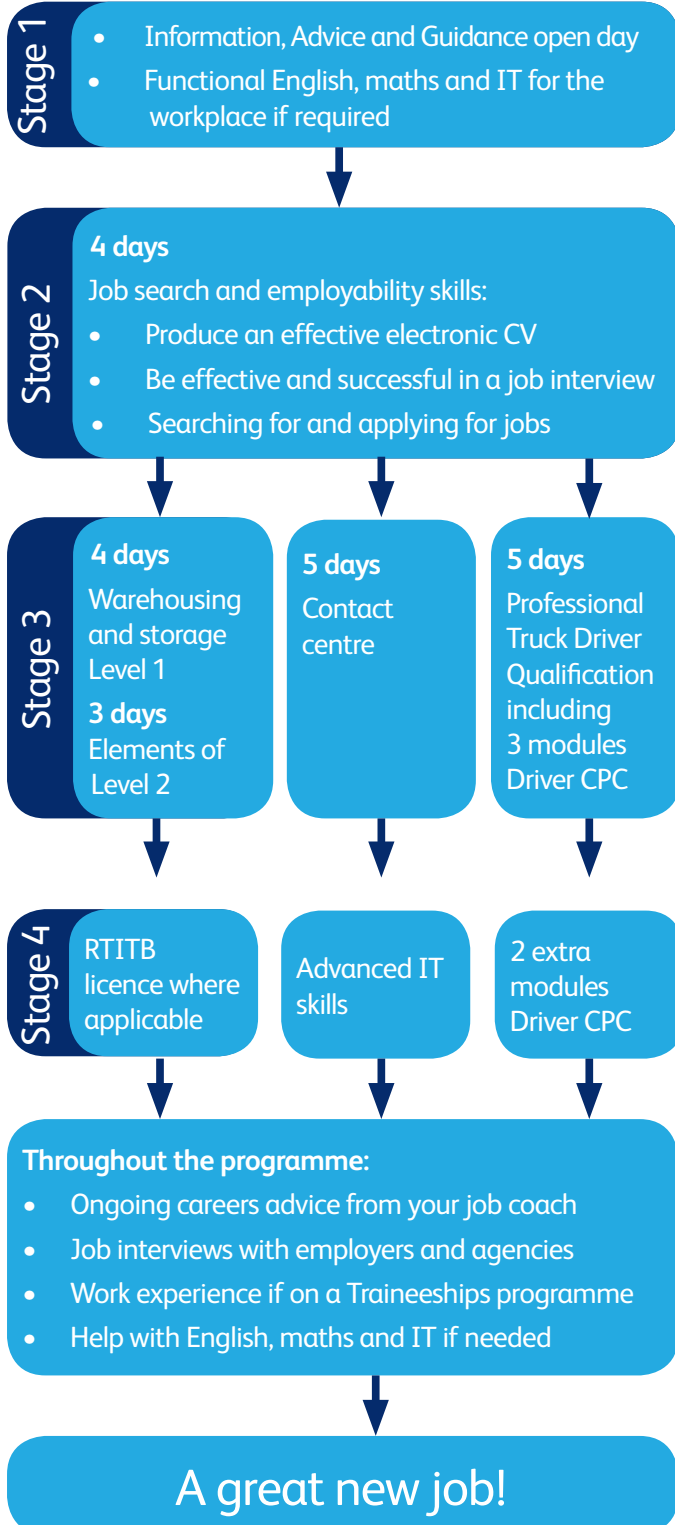 Stage 1
• Information, Advice and Guidance open day
• Functional English, maths and IT for the
workplace if required
Stage 2
4 days
Job search and employability skills:
• Produce an effective electronic CV
• Be effective and successful in a job interview
• Searching for and applying for jobs
Stage 3
4 days
Warehousing
and storage
Level 1
3 days
Elements of
Level 2
5 days
Contact
centre
5 days
Professional
Truck Driver
Qualification
including
3 modules
Driver CPC
Stage 4
RTITB
licence where
applicable
Advanced IT
skills
2 extra
modules
Driver CPC
Throughout the programme:
• Ongoing careers advice from your job coach
• Job interviews with employers and agencies
• Work experience if on a Traineeships programme
• Help with English, maths and IT if needed
A great new job!